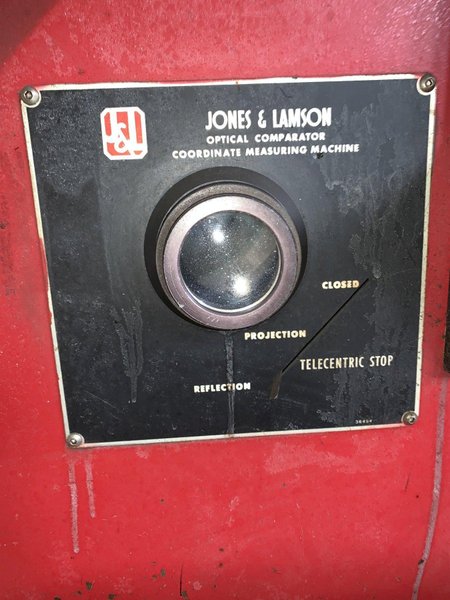 J&L
JONES & LAMSON
OPTICAL COMPARATOR
COORDINATE MEASURING MACHINE
CLOSED
PROJECTION
TELECENTRIC STOP
REFLECTION